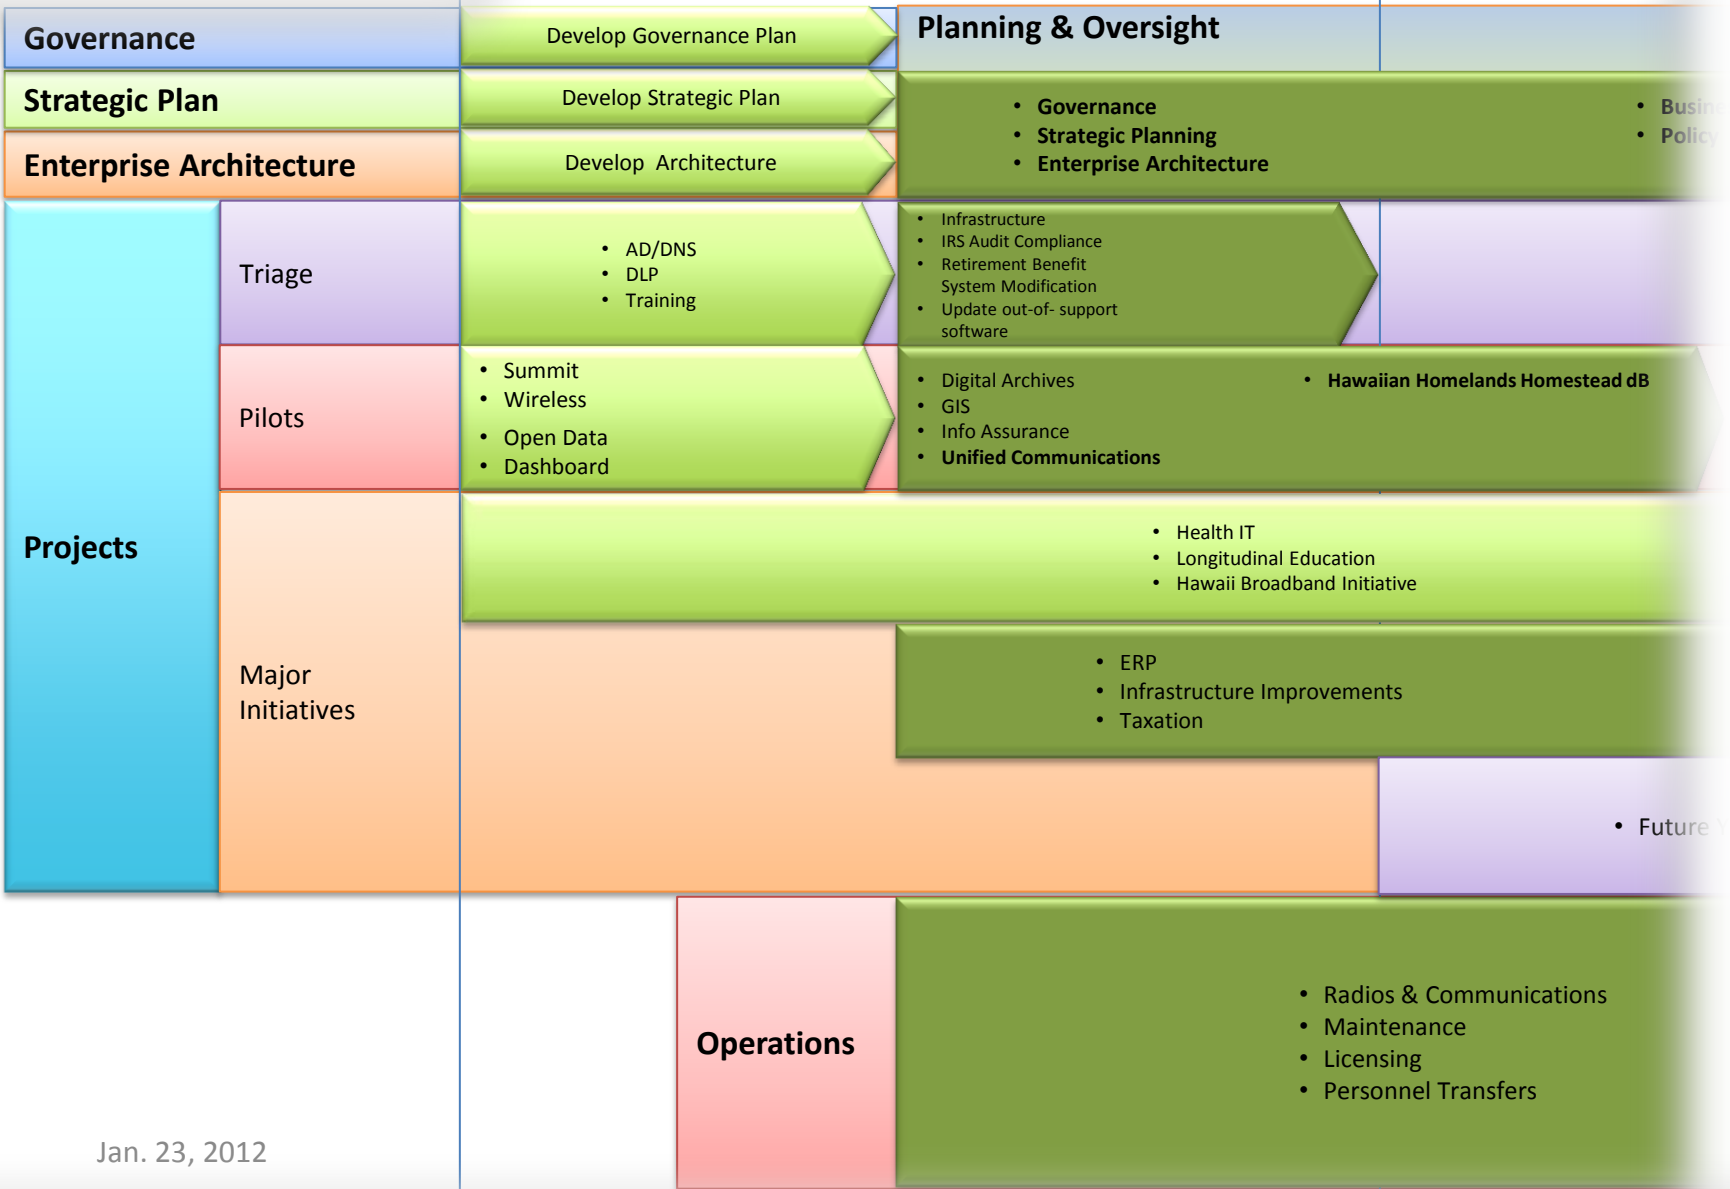 Governance
Develop Governance Plan
Planning & Oversight
Strategic Plan
Develop Strategic Plan
Enterprise Architecture
Develop Architecture
• Governance
• Strategic Planning
• Enterprise Architecture
•
• Policy
Projects
Triage
• AD/DNS
• DLP
• Training
• Infrastructure
• IRS Audit Compliance
• Retirement Benefit
System Modification
• Update out-of- support
software
Pilots
• Summit
• Wireless
• Open Data
• Dashboard
• Digital Archives
• GIS
• Info Assurance
• Unified Communications
• Hawaiian Homelands Homestead dB
Major
Initiatives
• Health IT
• Longitudinal Education
• Hawaii Broadband Initiative
• ERP
• Infrastructure Improvements
• Taxation
• Future
Operations
• Radios & Communications
• Maintenance
• Licensing
• Personnel Transfers
Jan. 23, 2012